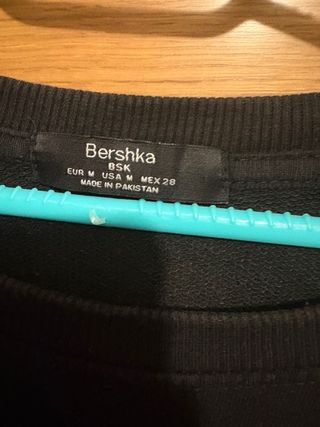 Bershka
BSK
EUR M USA M MEX 28
MADE IN PAKISTAN